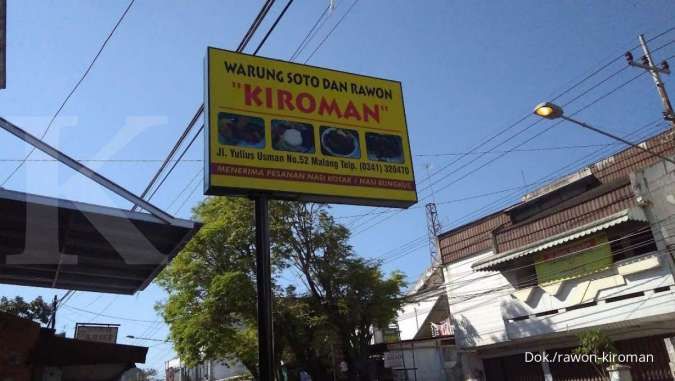 WARUNG SOTO DAN RAWON
"KIROMAN"
Jl. Yulius Usman No.52 Malang Telp. (0341) 320470
MENERIMA PESANAN NASI KOTAK / NASI BUNGKUS
K
Dok./rawon-kiroman